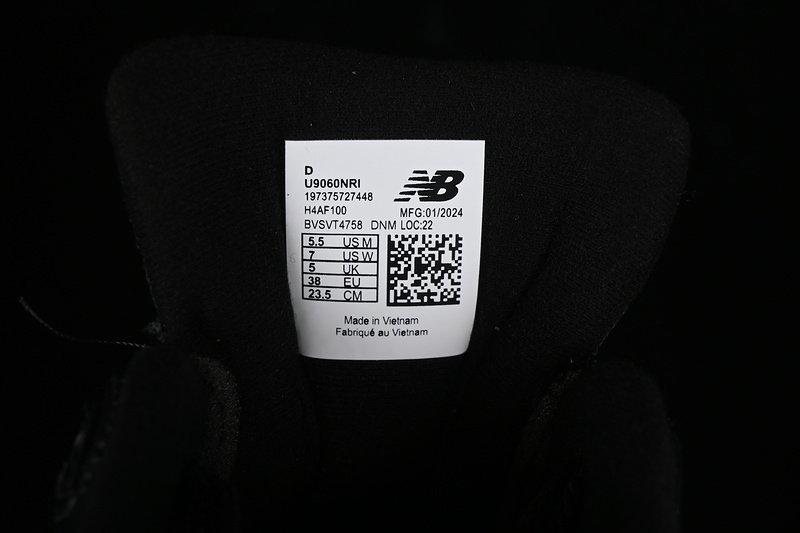 D
U9060NRI
197375727448
H4AF100
NB
MFG:01/2024
BVSVT4758 DNM LOC:22
5.5 US M
7 US W
5 UK
38 EU
23.5 CM
Made in Vietnam
Fabriqué au Vietnam